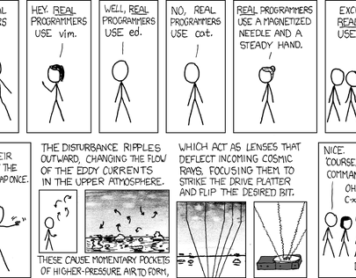 HEY. REAL
PROGRAMMERS
USE vim.
WELL, REAL
PROGRAMMERS
USE ed.
NO, REAL
PROGRAMMERS
USE cat.
REAL PROGRAMMERS
USE A MAGNETIZED
NEEDLE AND A
STEADY HAND.
EXCU
REA
USE
THE DISTURBANCE RIPPLES
OUTWARD, CHANGING THE FLOW
OF THE EDDY CURRENTS
IN THE UPPER ATMOSPHERE.
THESE CAUSE MOMENTARY POCKETS
OF HIGHER-PRESSURE AIR TO FORM,
WHICH ACT AS LENSES THAT
DEFLECT INCOMING COSMIC
RAYS, FOCUSING THEM TO
STRIKE THE DRIVE PLATTER
AND FLIP THE DESIRED BIT.
NICE.
'COURSE
COMMAN
OH
C-x